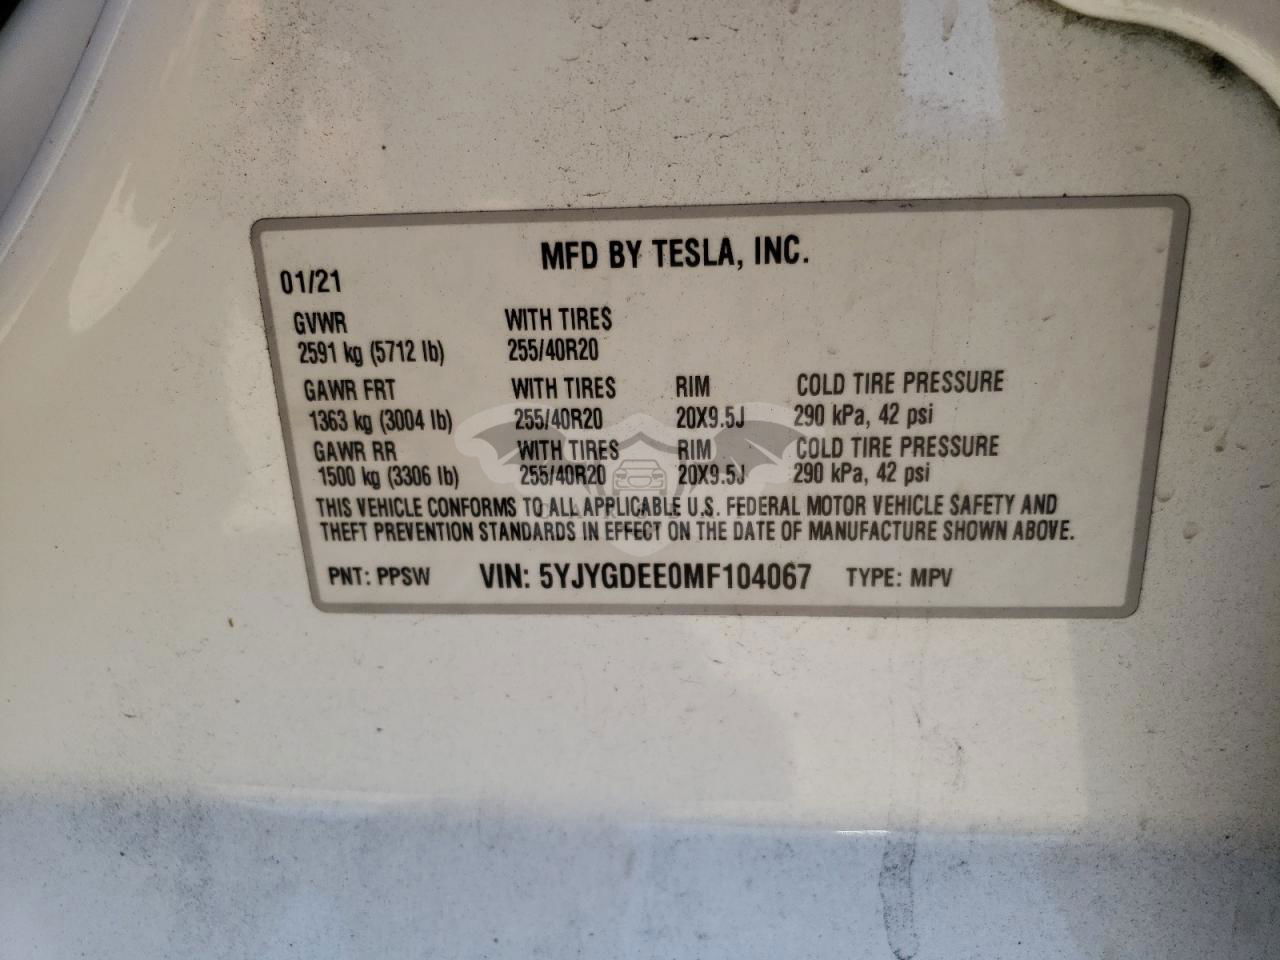 MFD BY TESLA, INC.
01/21
GVWR WITH TIRES
2591 kg (5712 lb) 255/40R20
GAWR FRT WITH TIRES RIM COLD TIRE PRESSURE
1363 kg (3004 lb) 255/40R20 20X9.5J 290 kPa, 42 psi
GAWR RR WITH TIRES RIM COLD TIRE PRESSURE
1500 kg (3306 lb) 255/40R20 20X9.5J 290 kPa, 42 psi
THIS VEHICLE CONFORMS TO ALL APPLICABLE U.S. FEDERAL MOTOR VEHICLE SAFETY AND
THEFT PREVENTION STANDARDS IN EFFECT ON THE DATE OF MANUFACTURE SHOWN ABOVE.
PNT: PPSW VIN: 5YJYGDEE0MF104067 TYPE: MPV